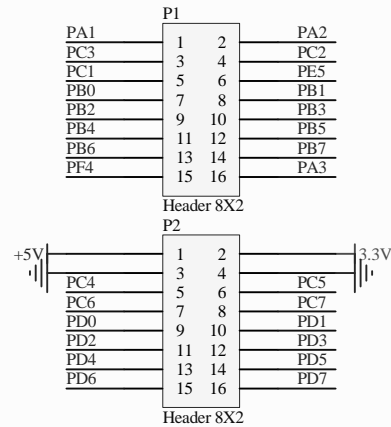 P1
PA1 1 2 PA2
PC3 3 4 PC2
PC1 5 6 PE5
PB0 7 8 PB1
PB2 9 10 PB3
PB4 11 12 PB5
PB6 13 14 PB7
PF4 15 16 PA3
Header 8X2
P2
+5V 1 2 3.3V
3 4
PC4 5 6 PC5
PC6 7 8 PC7
PD0 9 10 PD1
PD2 11 12 PD3
PD4 13 14 PD5
PD6 15 16 PD7
Header 8X2